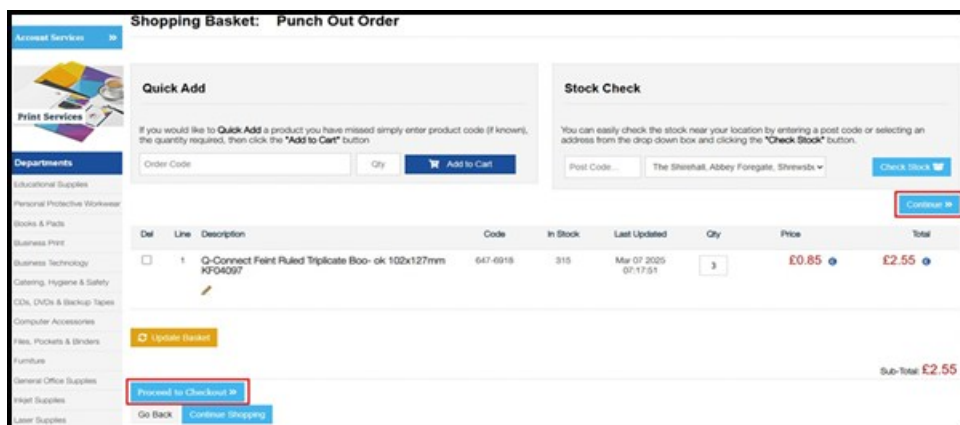 Shopping Basket: Punch Out Order
Account Services »
Print Services
Departments
Educational Supplies
Personal Protective Workwear
Books & Pads
Business Print
Business Technology
Catering, Hygiene & Safety
CDs, DVDs & Backup Tapes
Computer Accessories
Files, Pockets & Binders
Furniture
General Office Supplies
Inkjet Supplies
Laser Supplies
Quick Add
If you would like to Quick Add a product you have missed simply enter product code (if known),
the quantity required, then click the "Add to Cart" button
Order Code
Qty
Add to Cart
Stock Check
You can easily check the stock near your location by entering a post code or selecting an
address from the drop down box and clicking the "Check Stock" button.
Post Code...
The Shirehall, Abbey Foregate, Shrewsbu
Check Stock
Continue »
Del Line Description Code In Stock Last Updated Qty Price Total
1 Q-Connect Feint Ruled Triplicate Boo- ok 102x127mm 647-6918 315 Mar 07 2025 3 £0.85 £2.55
KF04097 07:17:51
Update Basket
Sub-Total: £2.55
Proceed to Checkout »
Go Back Continue Shopping